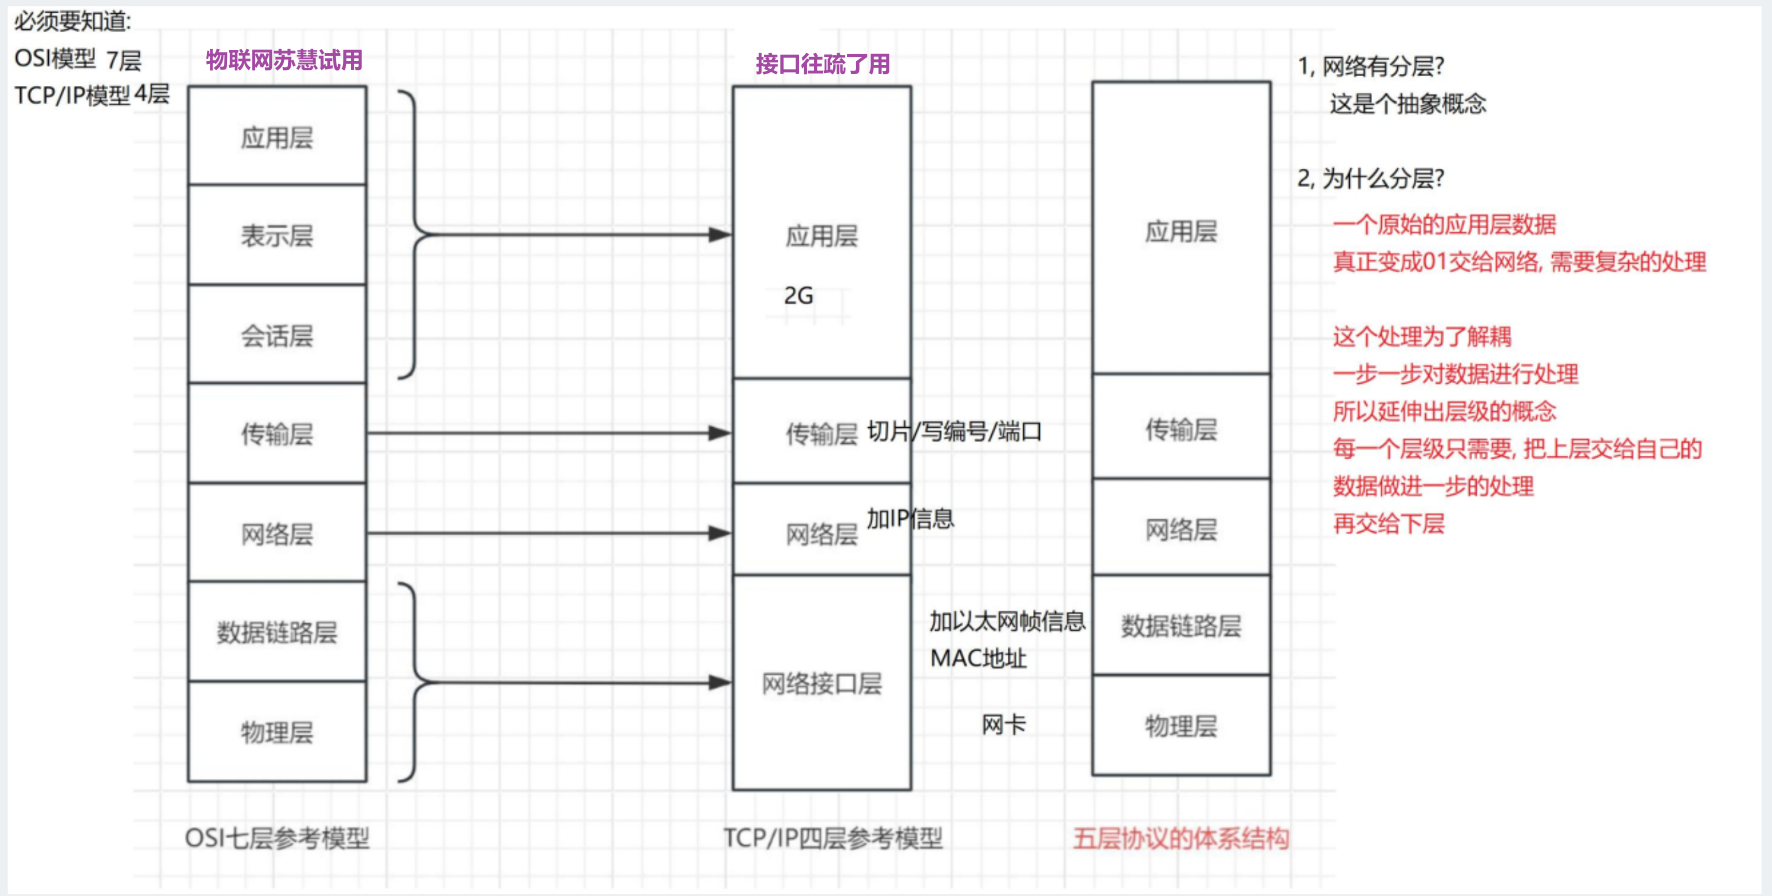 必须要知道:
OSI模型 7层
TCP/IP模型 4层
物联网苏慧试用
应用层
表示层
会话层
传输层
网络层
数据链路层
物理层
OSI七层参考模型
接口往疏了用
应用层
2G
传输层 切片/写编号/端口
网络层 加IP信息
网络接口层
加以太网帧信息
MAC地址
网卡
TCP/IP四层参考模型
应用层
传输层
网络层
数据链路层
物理层
五层协议的体系结构
1, 网络有分层?
这是个抽象概念
2, 为什么分层?
一个原始的应用层数据
真正变成01交给网络, 需要复杂的处理
这个处理为了解耦
一步一步对数据进行处理
所以延伸出层级的概念
每一个层级只需要, 把上层交给自己的
数据做进一步的处理
再交给下层